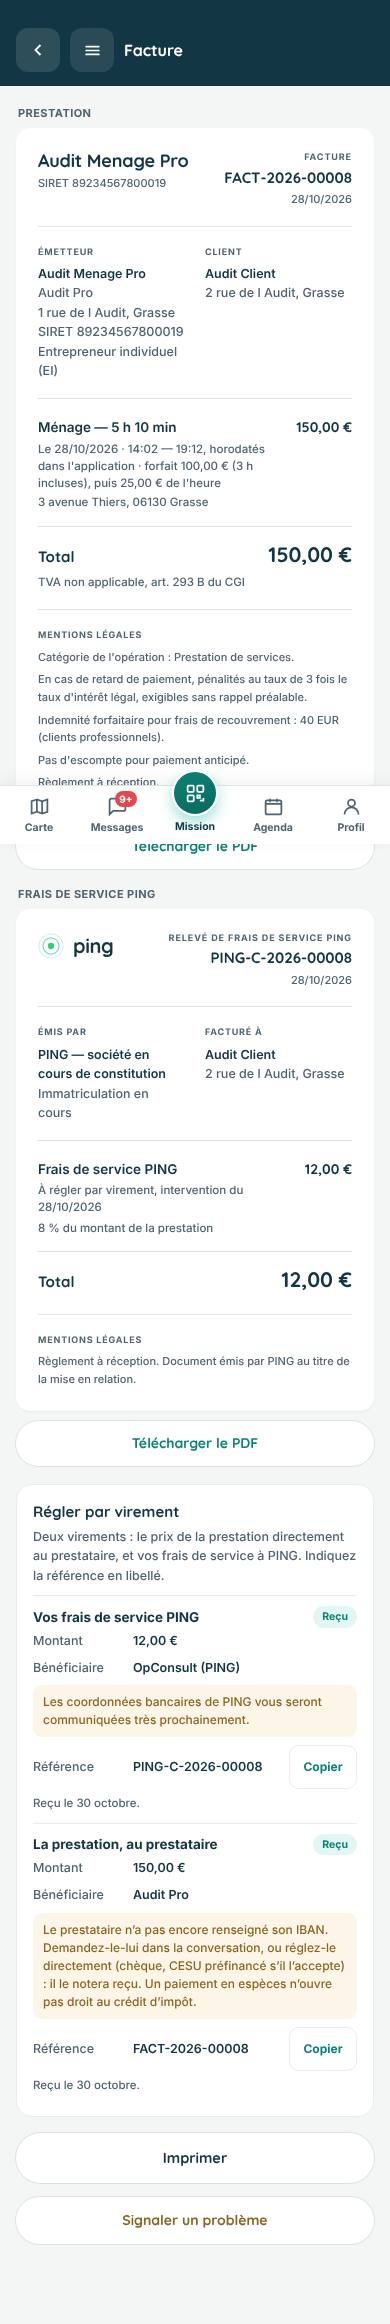 Facture
PRESTATION
Audit Menage Pro
SIRET 89234567800019
FACTURE
FACT-2026-00008
28/10/2026
ÉMETTEUR
Audit Menage Pro
Audit Pro
1 rue de l Audit, Grasse
SIRET 89234567800019
Entrepreneur individuel
(EI)
CLIENT
Audit Client
2 rue de l Audit, Grasse
Ménage — 5 h 10 min 150,00 €
Le 28/10/2026 · 14:02 — 19:12, horodatés
dans l'application · forfait 100,00 € (3 h
incluses), puis 25,00 € de l'heure
3 avenue Thiers, 06130 Grasse
Total 150,00 €
TVA non applicable, art. 293 B du CGI
MENTIONS LÉGALES
Catégorie de l'opération : Prestation de services.
En cas de retard de paiement, pénalités au taux de 3 fois le
taux d'intérêt légal, exigibles sans rappel préalable.
Indemnité forfaitaire pour frais de recouvrement : 40 EUR
(clients professionnels).
Pas d'escompte pour paiement anticipé.
Règlement à réception.
9+
Carte Messages Mission Agenda Profil
Télécharger le PDF
FRAIS DE SERVICE PING
ping
RELEVÉ DE FRAIS DE SERVICE PING
PING-C-2026-00008
28/10/2026
ÉMIS PAR
PING — société en
cours de constitution
Immatriculation en
cours
FACTURÉ À
Audit Client
2 rue de l Audit, Grasse
Frais de service PING 12,00 €
À régler par virement, intervention du
28/10/2026
8 % du montant de la prestation
Total 12,00 €
MENTIONS LÉGALES
Règlement à réception. Document émis par PING au titre de
la mise en relation.
Télécharger le PDF
Régler par virement
Deux virements : le prix de la prestation directement
au prestataire, et vos frais de service à PING. Indiquez
la référence en libellé.
Vos frais de service PING Reçu
Montant 12,00 €
Bénéficiaire OpConsult (PING)
Les coordonnées bancaires de PING vous seront
communiquées très prochainement.
Référence PING-C-2026-00008 Copier
Reçu le 30 octobre.
La prestation, au prestataire Reçu
Montant 150,00 €
Bénéficiaire Audit Pro
Le prestataire n’a pas encore renseigné son IBAN.
Demandez-le-lui dans la conversation, ou réglez-le
directement (chèque, CESU préfinancé s’il l’accepte)
: il le notera reçu. Un paiement en espèces n’ouvre
pas droit au crédit d’impôt.
Référence FACT-2026-00008 Copier
Reçu le 30 octobre.
Imprimer
Signaler un problème